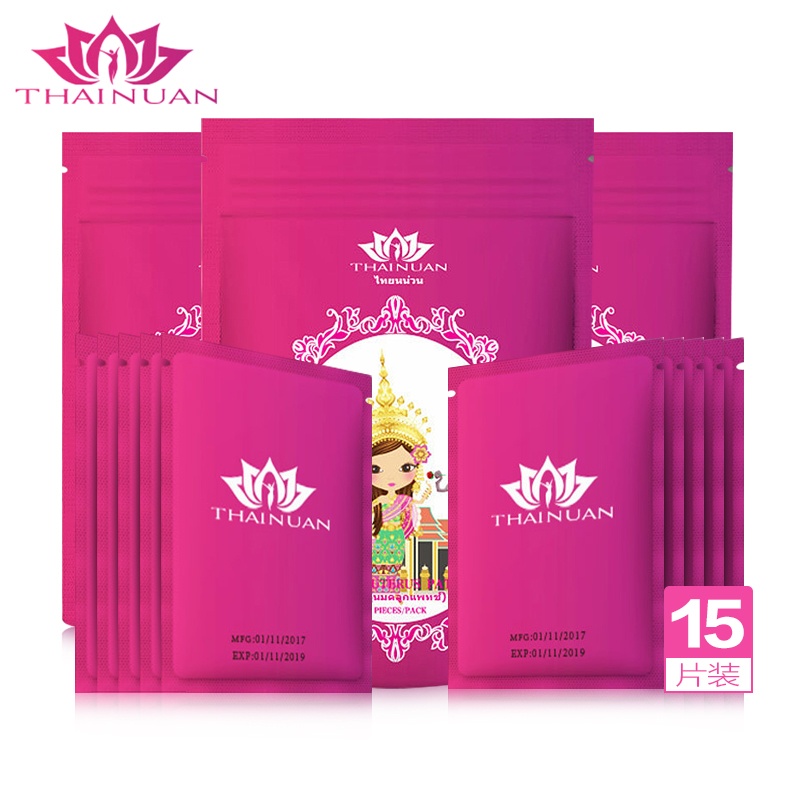 THAINUAN
THAINUAN
ไทยนน่วน
THAINUAN
MFG:01/11/2017
EXP:01/11/2019
THAINUAN
MFG:01/11/2017
EXP:01/11/2019
PIECES/PACK
15
片装